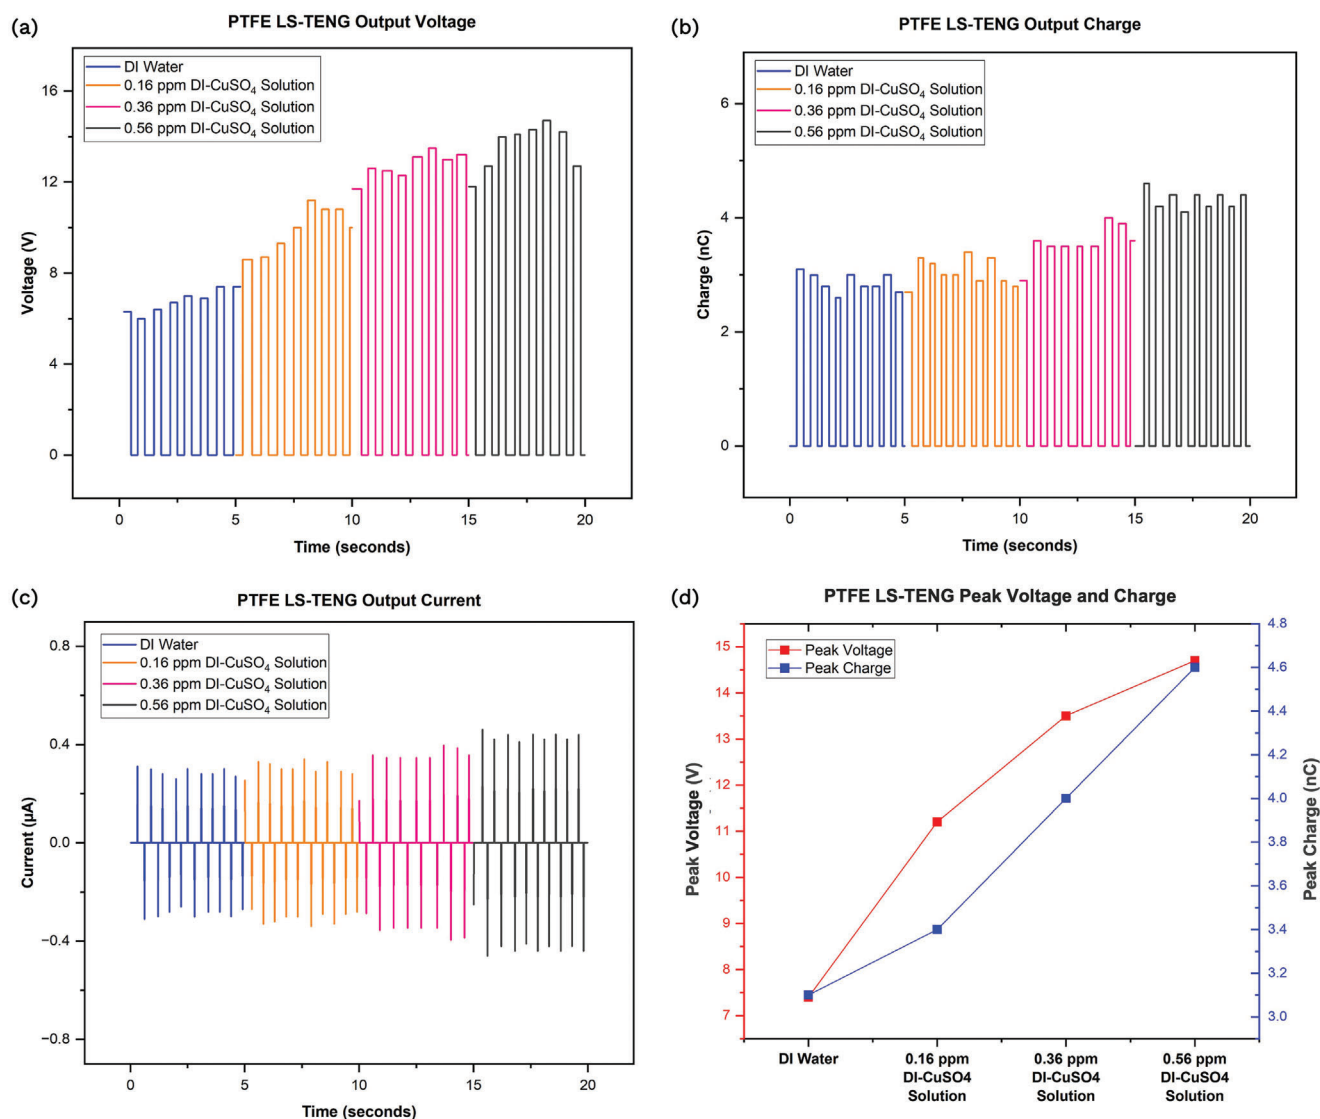 (a)
PTFE LS-TENG Output Voltage
DI Water
0.16 ppm DI-CuSO₄ Solution
0.36 ppm DI-CuSO₄ Solution
0.56 ppm DI-CuSO₄ Solution
16
12
8
4
0
Voltage (V)
0 5 10 15 20
Time (seconds)
(b)
PTFE LS-TENG Output Charge
DI Water
0.16 ppm DI-CuSO₄ Solution
0.36 ppm DI-CuSO₄ Solution
0.56 ppm DI-CuSO₄ Solution
6
4
2
0
Charge (nC)
0 5 10 15 20
Time (seconds)
(c)
PTFE LS-TENG Output Current
DI Water
0.16 ppm DI-CuSO₄ Solution
0.36 ppm DI-CuSO₄ Solution
0.56 ppm DI-CuSO₄ Solution
0.8
0.4
0.0
−0.4
−0.8
Current (µA)
0 5 10 15 20
Time (seconds)
(d)
PTFE LS-TENG Peak Voltage and Charge
Peak Voltage
Peak Charge
15
14
13
12
11
10
9
8
7
Peak Voltage (V)
4.8
4.6
4.4
4.2
4.0
3.8
3.6
3.4
3.2
3.0
Peak Charge (nC)
DI Water
0.16 ppm
DI-CuSO4
Solution
0.36 ppm
DI-CuSO4
Solution
0.56 ppm
DI-CuSO4
Solution